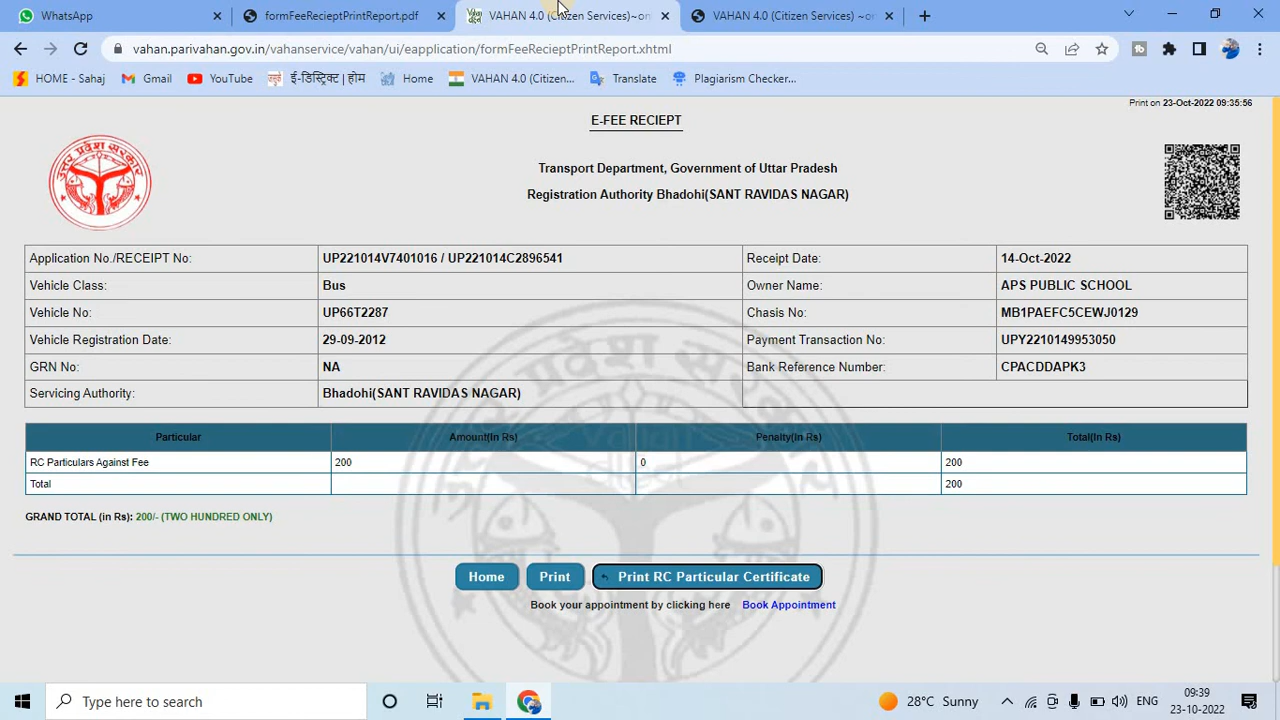 WhatsApp
formFeeRecieptPrintReport.pdf
VAHAN 4.0 (Citizen Services)~on
VAHAN 4.0 (Citizen Services) ~on
vahan.parivahan.gov.in/vahanservice/vahan/ui/eapplication/formFeeRecieptPrintReport.xhtml
HOME - Sahaj
Gmail
YouTube
ई-डिस्ट्रिक्ट | होम
Home
VAHAN 4.0 (Citizen...
Translate
Plagiarism Checker...
Print on 23-Oct-2022 09:35:56
E-FEE RECIEPT
उत्तर प्रदेश सरकार
Transport Department, Government of Uttar Pradesh
Registration Authority Bhadohi(SANT RAVIDAS NAGAR)
Application No./RECEIPT No: UP221014V7401016 / UP221014C2896541 Receipt Date: 14-Oct-2022
Vehicle Class: Bus Owner Name: APS PUBLIC SCHOOL
Vehicle No: UP66T2287 Chasis No: MB1PAEFC5CEWJ0129
Vehicle Registration Date: 29-09-2012 Payment Transaction No: UPY2210149953050
GRN No: NA Bank Reference Number: CPACDDAPK3
Servicing Authority: Bhadohi(SANT RAVIDAS NAGAR)
Particular Amount(In Rs) Penalty(In Rs) Total(In Rs)
RC Particulars Against Fee 200 0 200
Total 200
GRAND TOTAL (in Rs): 200/- (TWO HUNDRED ONLY)
Home Print Print RC Particular Certificate
Book your appointment by clicking here Book Appointment
Type here to search
28°C Sunny
ENG
09:39
23-10-2022